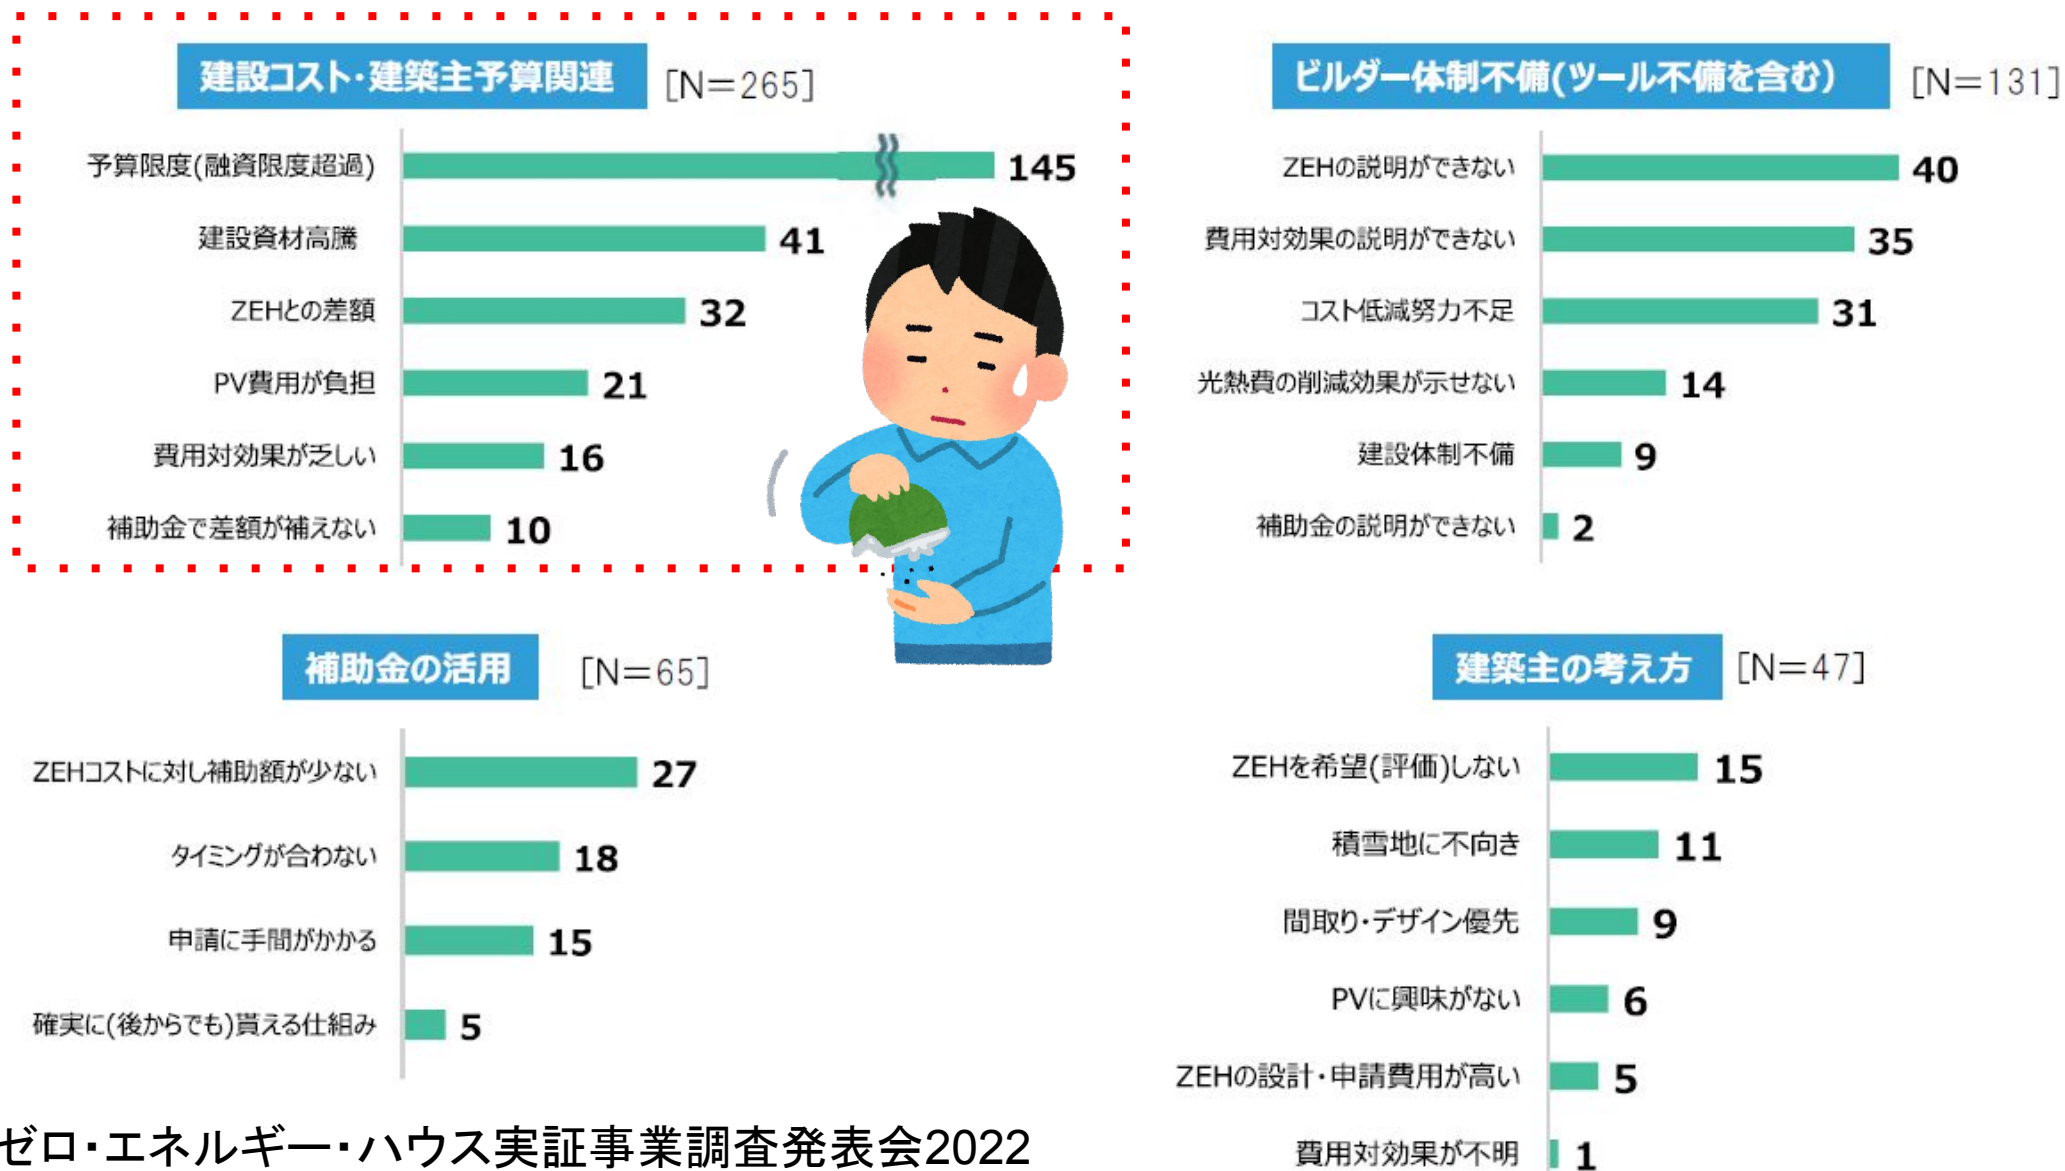 建設コスト・建築主予算関連 [N=265]
予算限度(融資限度超過) 145
建設資材高騰 41
ZEHとの差額 32
PV費用が負担 21
費用対効果が乏しい 16
補助金で差額が補えない 10
ビルダー体制不備(ツール不備を含む) [N=131]
ZEHの説明ができない 40
費用対効果の説明ができない 35
コスト低減努力不足 31
光熱費の削減効果が示せない 14
建設体制不備 9
補助金の説明ができない 2
補助金の活用 [N=65]
ZEHコストに対し補助額が少ない 27
タイミングが合わない 18
申請に手間がかかる 15
確実に(後からでも)貰える仕組み 5
建築主の考え方 [N=47]
ZEHを希望(評価)しない 15
積雪地に不向き 11
間取り・デザイン優先 9
PVに興味がない 6
ZEHの設計・申請費用が高い 5
費用対効果が不明 1
ゼロ・エネルギー・ハウス実証事業調査発表会2022